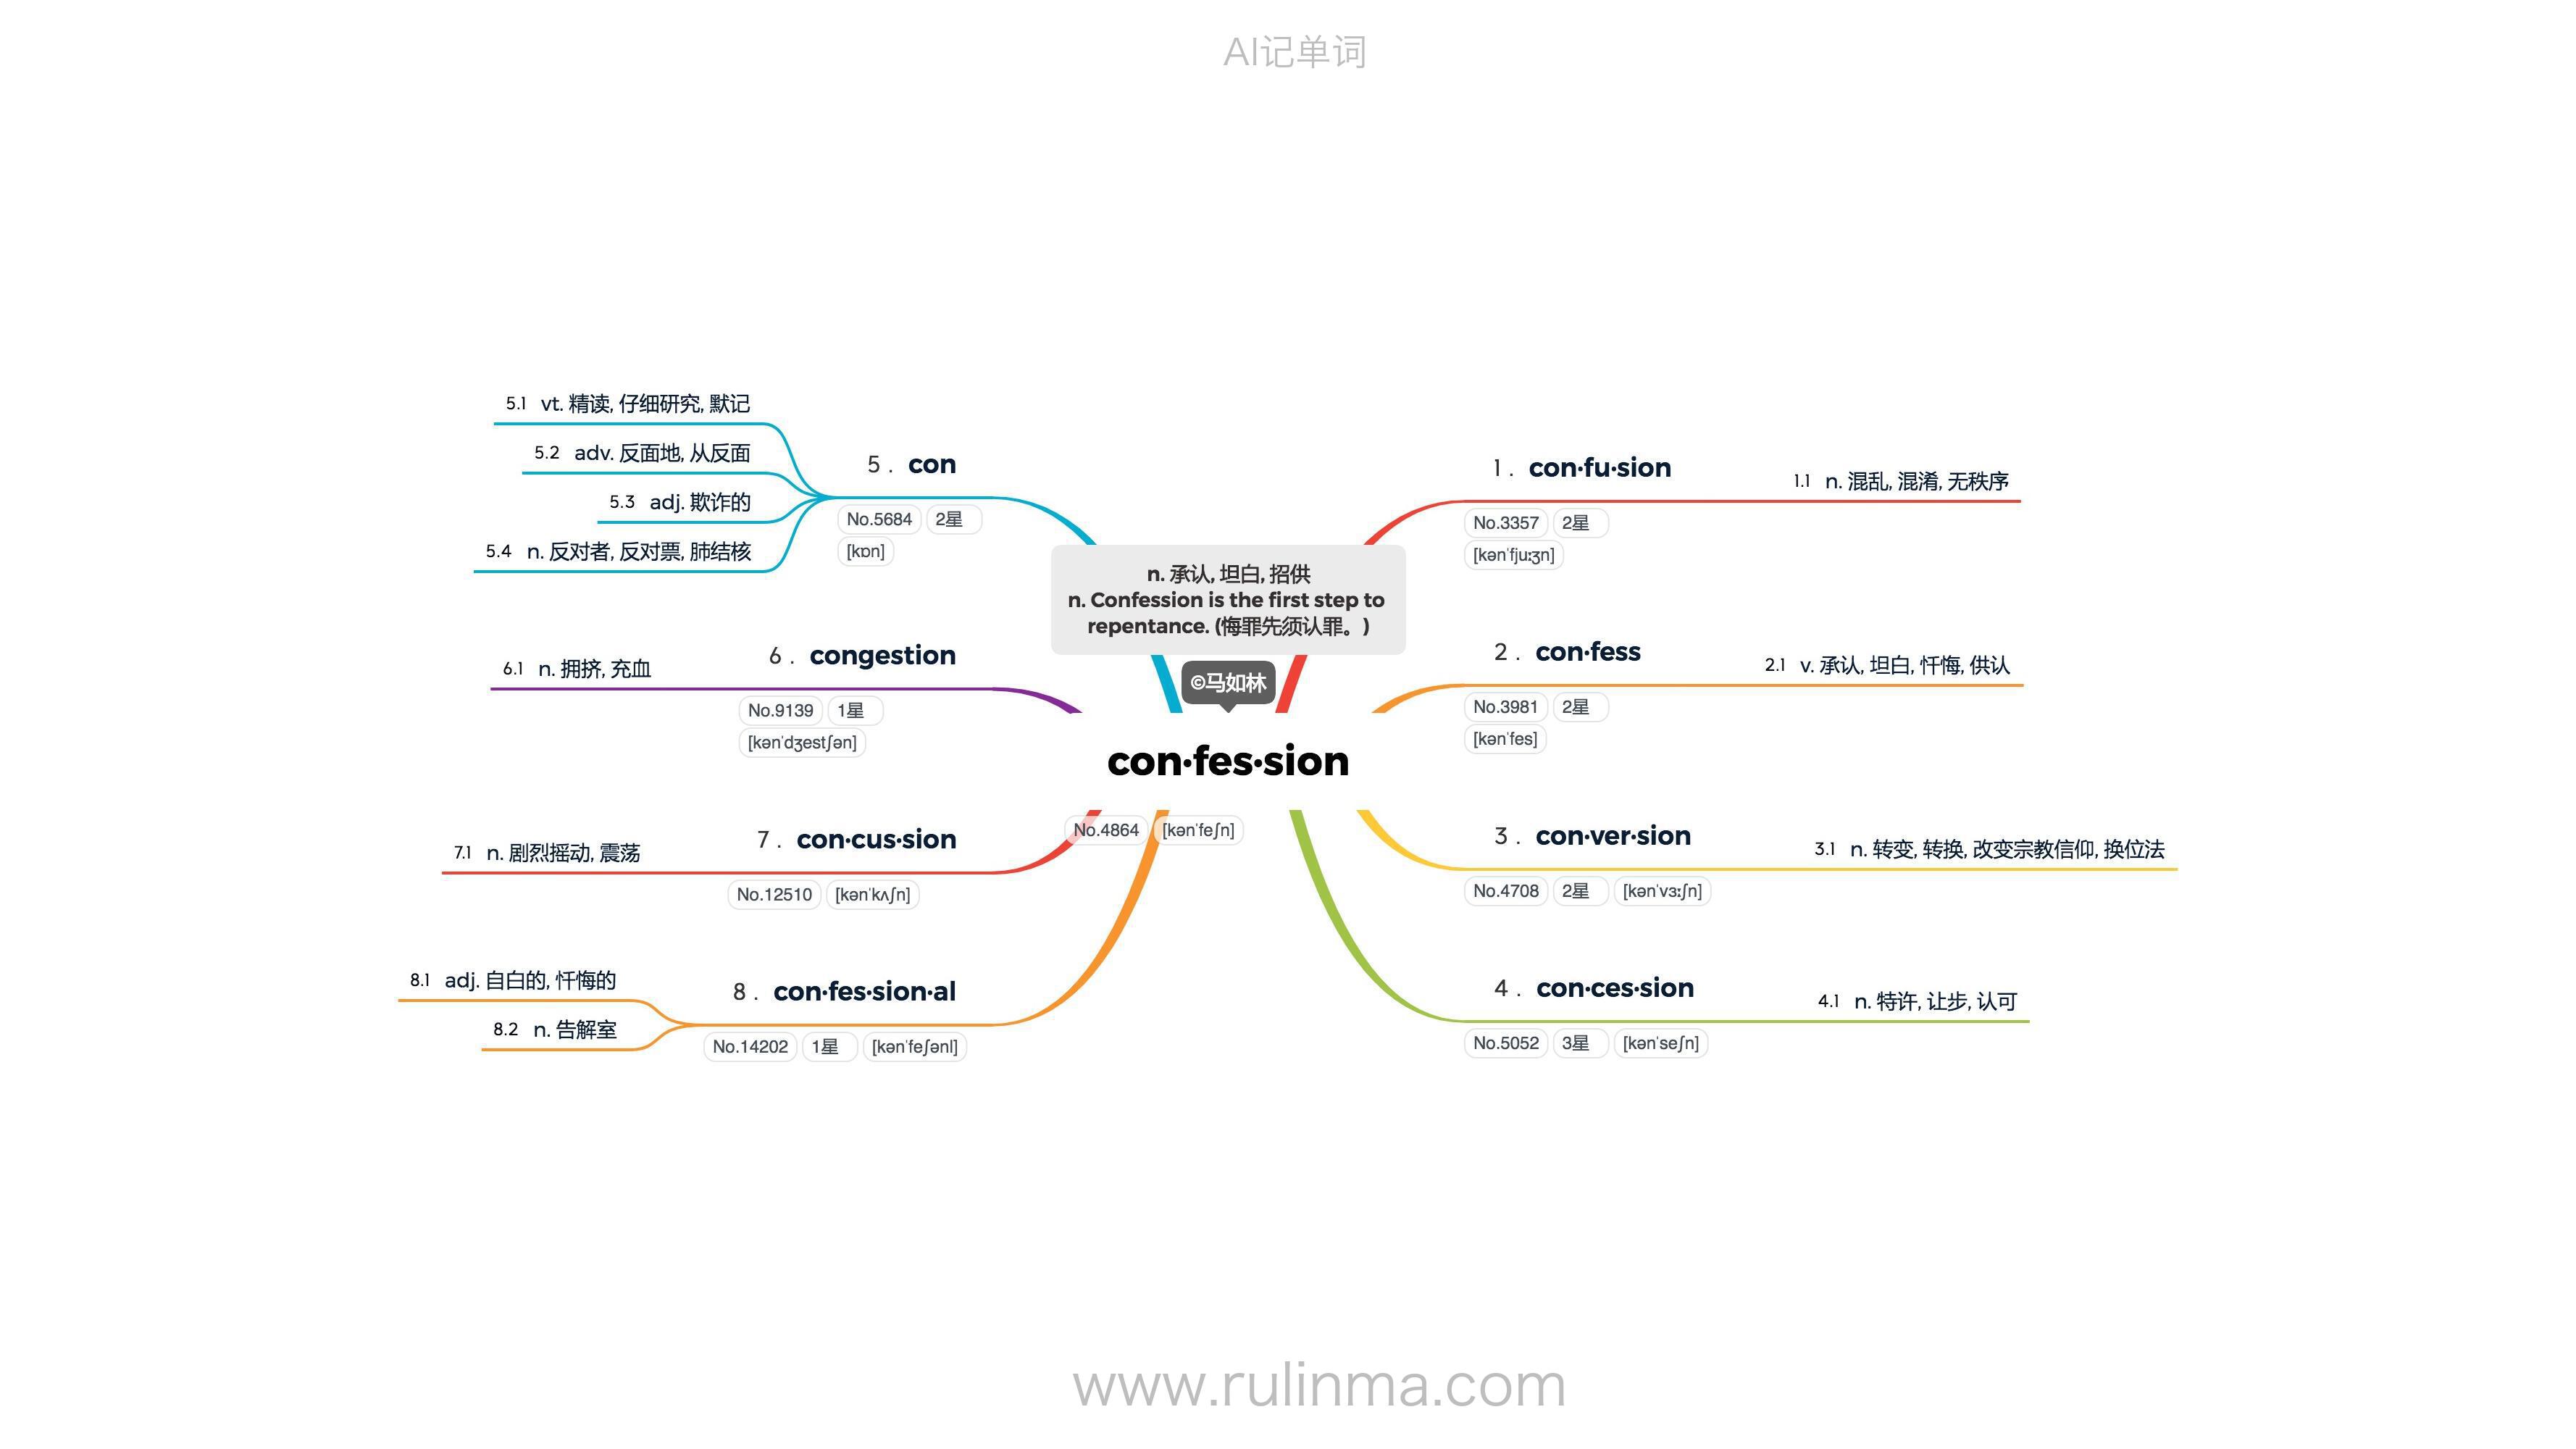 AI记单词
n. 承认, 坦白, 招供
n. Confession is the first step to
repentance. (悔罪先须认罪。)
©马如林
con·fes·sion
No.4864 [kənˈfeʃn]
1 . con·fu·sion
No.3357 2星
[kənˈfjuːʒn]
1.1 n. 混乱, 混淆, 无秩序
2 . con·fess
No.3981 2星
[kənˈfes]
2.1 v. 承认, 坦白, 忏悔, 供认
3 . con·ver·sion
No.4708 2星 [kənˈvɜːʃn]
3.1 n. 转变, 转换, 改变宗教信仰, 换位法
4 . con·ces·sion
No.5052 3星 [kənˈseʃn]
4.1 n. 特许, 让步, 认可
5 . con
No.5684 2星
[kɒn]
5.1 vt. 精读, 仔细研究, 默记
5.2 adv. 反面地, 从反面
5.3 adj. 欺诈的
5.4 n. 反对者, 反对票, 肺结核
6 . congestion
No.9139 1星
[kənˈdʒestʃən]
6.1 n. 拥挤, 充血
7 . con·cus·sion
No.12510 [kənˈkʌʃn]
7.1 n. 剧烈摇动, 震荡
8 . con·fes·sion·al
No.14202 1星 [kənˈfeʃənl]
8.1 adj. 自白的, 忏悔的
8.2 n. 告解室
www.rulinma.com